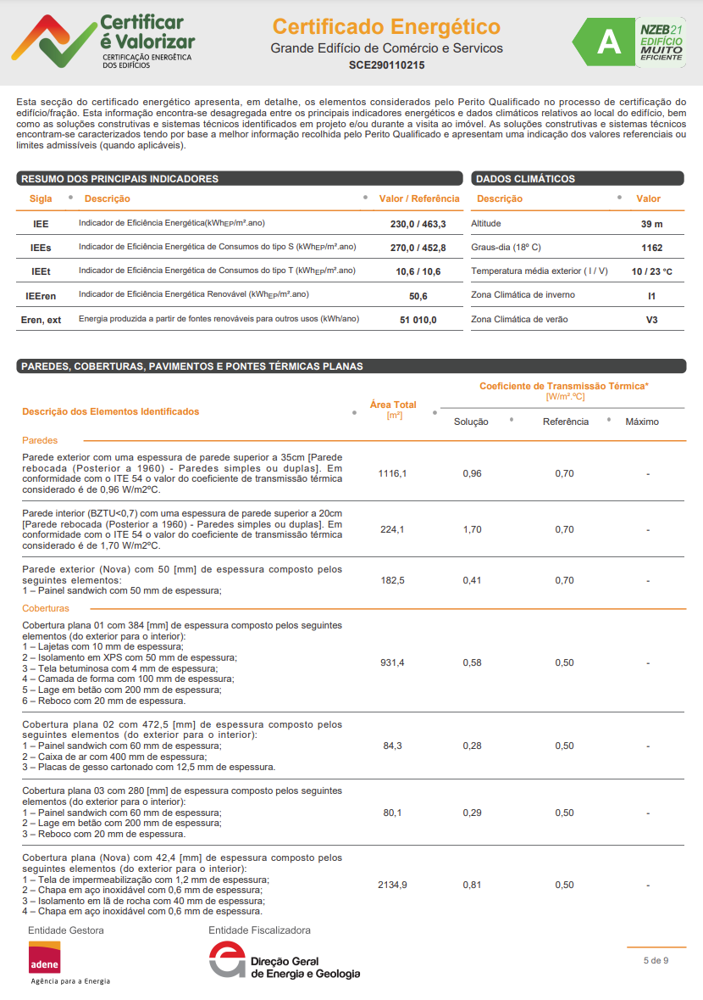 Certificar
é Valorizar
CERTIFICAÇÃO ENERGÉTICA
DOS EDIFÍCIOS
Certificado Energético
Grande Edifício de Comércio e Servicos
SCE290110215
A
NZEB21
EDIFÍCIO
MUITO
EFICIENTE
Esta secção do certificado energético apresenta, em detalhe, os elementos considerados pelo Perito Qualificado no processo de certificação do
edifício/fração. Esta informação encontra-se desagregada entre os principais indicadores energéticos e dados climáticos relativos ao local do edifício, bem
como as soluções construtivas e sistemas técnicos identificados em projeto e/ou durante a visita ao imóvel. As soluções construtivas e sistemas técnicos
encontram-se caracterizados tendo por base a melhor informação recolhida pelo Perito Qualificado e apresentam uma indicação dos valores referenciais ou
limites admissíveis (quando aplicáveis).
RESUMO DOS PRINCIPAIS INDICADORES
Sigla • Descrição • Valor / Referência
IEE Indicador de Eficiência Energética(kWhEP/m².ano) 230,0 / 463,3
IEEs Indicador de Eficiência Energética de Consumos do tipo S (kWhEP/m².ano) 270,0 / 452,8
IEEt Indicador de Eficiência Energética de Consumos do tipo T (kWhEP/m².ano) 10,6 / 10,6
IEEren Indicador de Eficiência Energética Renovável (kWhEP/m².ano) 50,6
Eren, ext Energia produzida a partir de fontes renováveis para outros usos (kWh/ano) 51 010,0
DADOS CLIMÁTICOS
Descrição • Valor
Altitude 39 m
Graus-dia (18º C) 1162
Temperatura média exterior ( I / V) 10 / 23 °C
Zona Climática de inverno I1
Zona Climática de verão V3
PAREDES, COBERTURAS, PAVIMENTOS E PONTES TÉRMICAS PLANAS
Descrição dos Elementos Identificados • Área Total •
[m²]
Coeficiente de Transmissão Térmica*
[W/m².ºC]
Solução • Referência • Máximo
Paredes
Parede exterior com uma espessura de parede superior a 35cm [Parede
rebocada (Posterior a 1960) - Paredes simples ou duplas]. Em
conformidade com o ITE 54 o valor do coeficiente de transmissão térmica
considerado é de 0,96 W/m2ºC.
1116,1 0,96 0,70 -
Parede interior (BZTU<0,7) com uma espessura de parede superior a 20cm
[Parede rebocada (Posterior a 1960) - Paredes simples ou duplas]. Em
conformidade com o ITE 54 o valor do coeficiente de transmissão térmica
considerado é de 1,70 W/m2ºC.
224,1 1,70 0,70 -
Parede exterior (Nova) com 50 [mm] de espessura composto pelos
seguintes elementos:
1 – Painel sandwich com 50 mm de espessura;
182,5 0,41 0,70 -
Coberturas
Cobertura plana 01 com 384 [mm] de espessura composto pelos seguintes
elementos (do exterior para o interior):
1 – Lajetas com 10 mm de espessura;
2 – Isolamento em XPS com 50 mm de espessura;
3 – Tela betuminosa com 4 mm de espessura;
4 – Camada de forma com 100 mm de espessura;
5 – Lage em betão com 200 mm de espessura;
6 – Reboco com 20 mm de espessura.
931,4 0,58 0,50 -
Cobertura plana 02 com 472,5 [mm] de espessura composto pelos
seguintes elementos (do exterior para o interior):
1 – Painel sandwich com 60 mm de espessura;
2 – Caixa de ar com 400 mm de espessura;
3 – Placas de gesso cartonado com 12,5 mm de espessura.
84,3 0,28 0,50 -
Cobertura plana 03 com 280 [mm] de espessura composto pelos seguintes
elementos (do exterior para o interior):
1 – Painel sandwich com 60 mm de espessura;
2 – Lage em betão com 200 mm de espessura;
3 – Reboco com 20 mm de espessura.
80,1 0,29 0,50 -
Cobertura plana (Nova) com 42,4 [mm] de espessura composto pelos
seguintes elementos (do exterior para o interior):
1 – Tela de impermeabilização com 1,2 mm de espessura;
2 – Chapa em aço inoxidável com 0,6 mm de espessura;
3 – Isolamento em lã de rocha com 40 mm de espessura;
4 – Chapa em aço inoxidável com 0,6 mm de espessura.
2134,9 0,81 0,50 -
Entidade Gestora
adene
Agência para a Energia
Entidade Fiscalizadora
Direção Geral
de Energia e Geologia
5 de 9